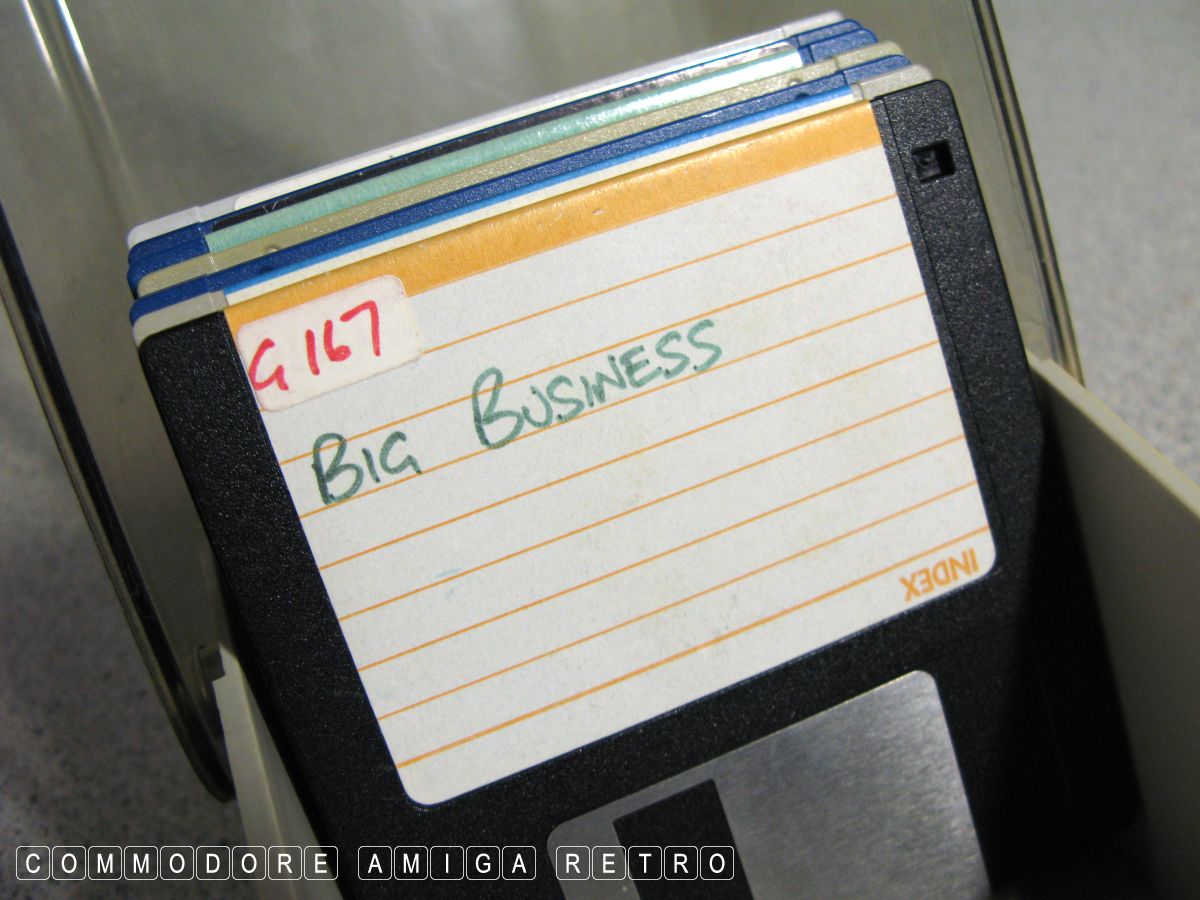 G 167
BIG BUSINESS
INDEX
COMMODORE AMIGA RETRO